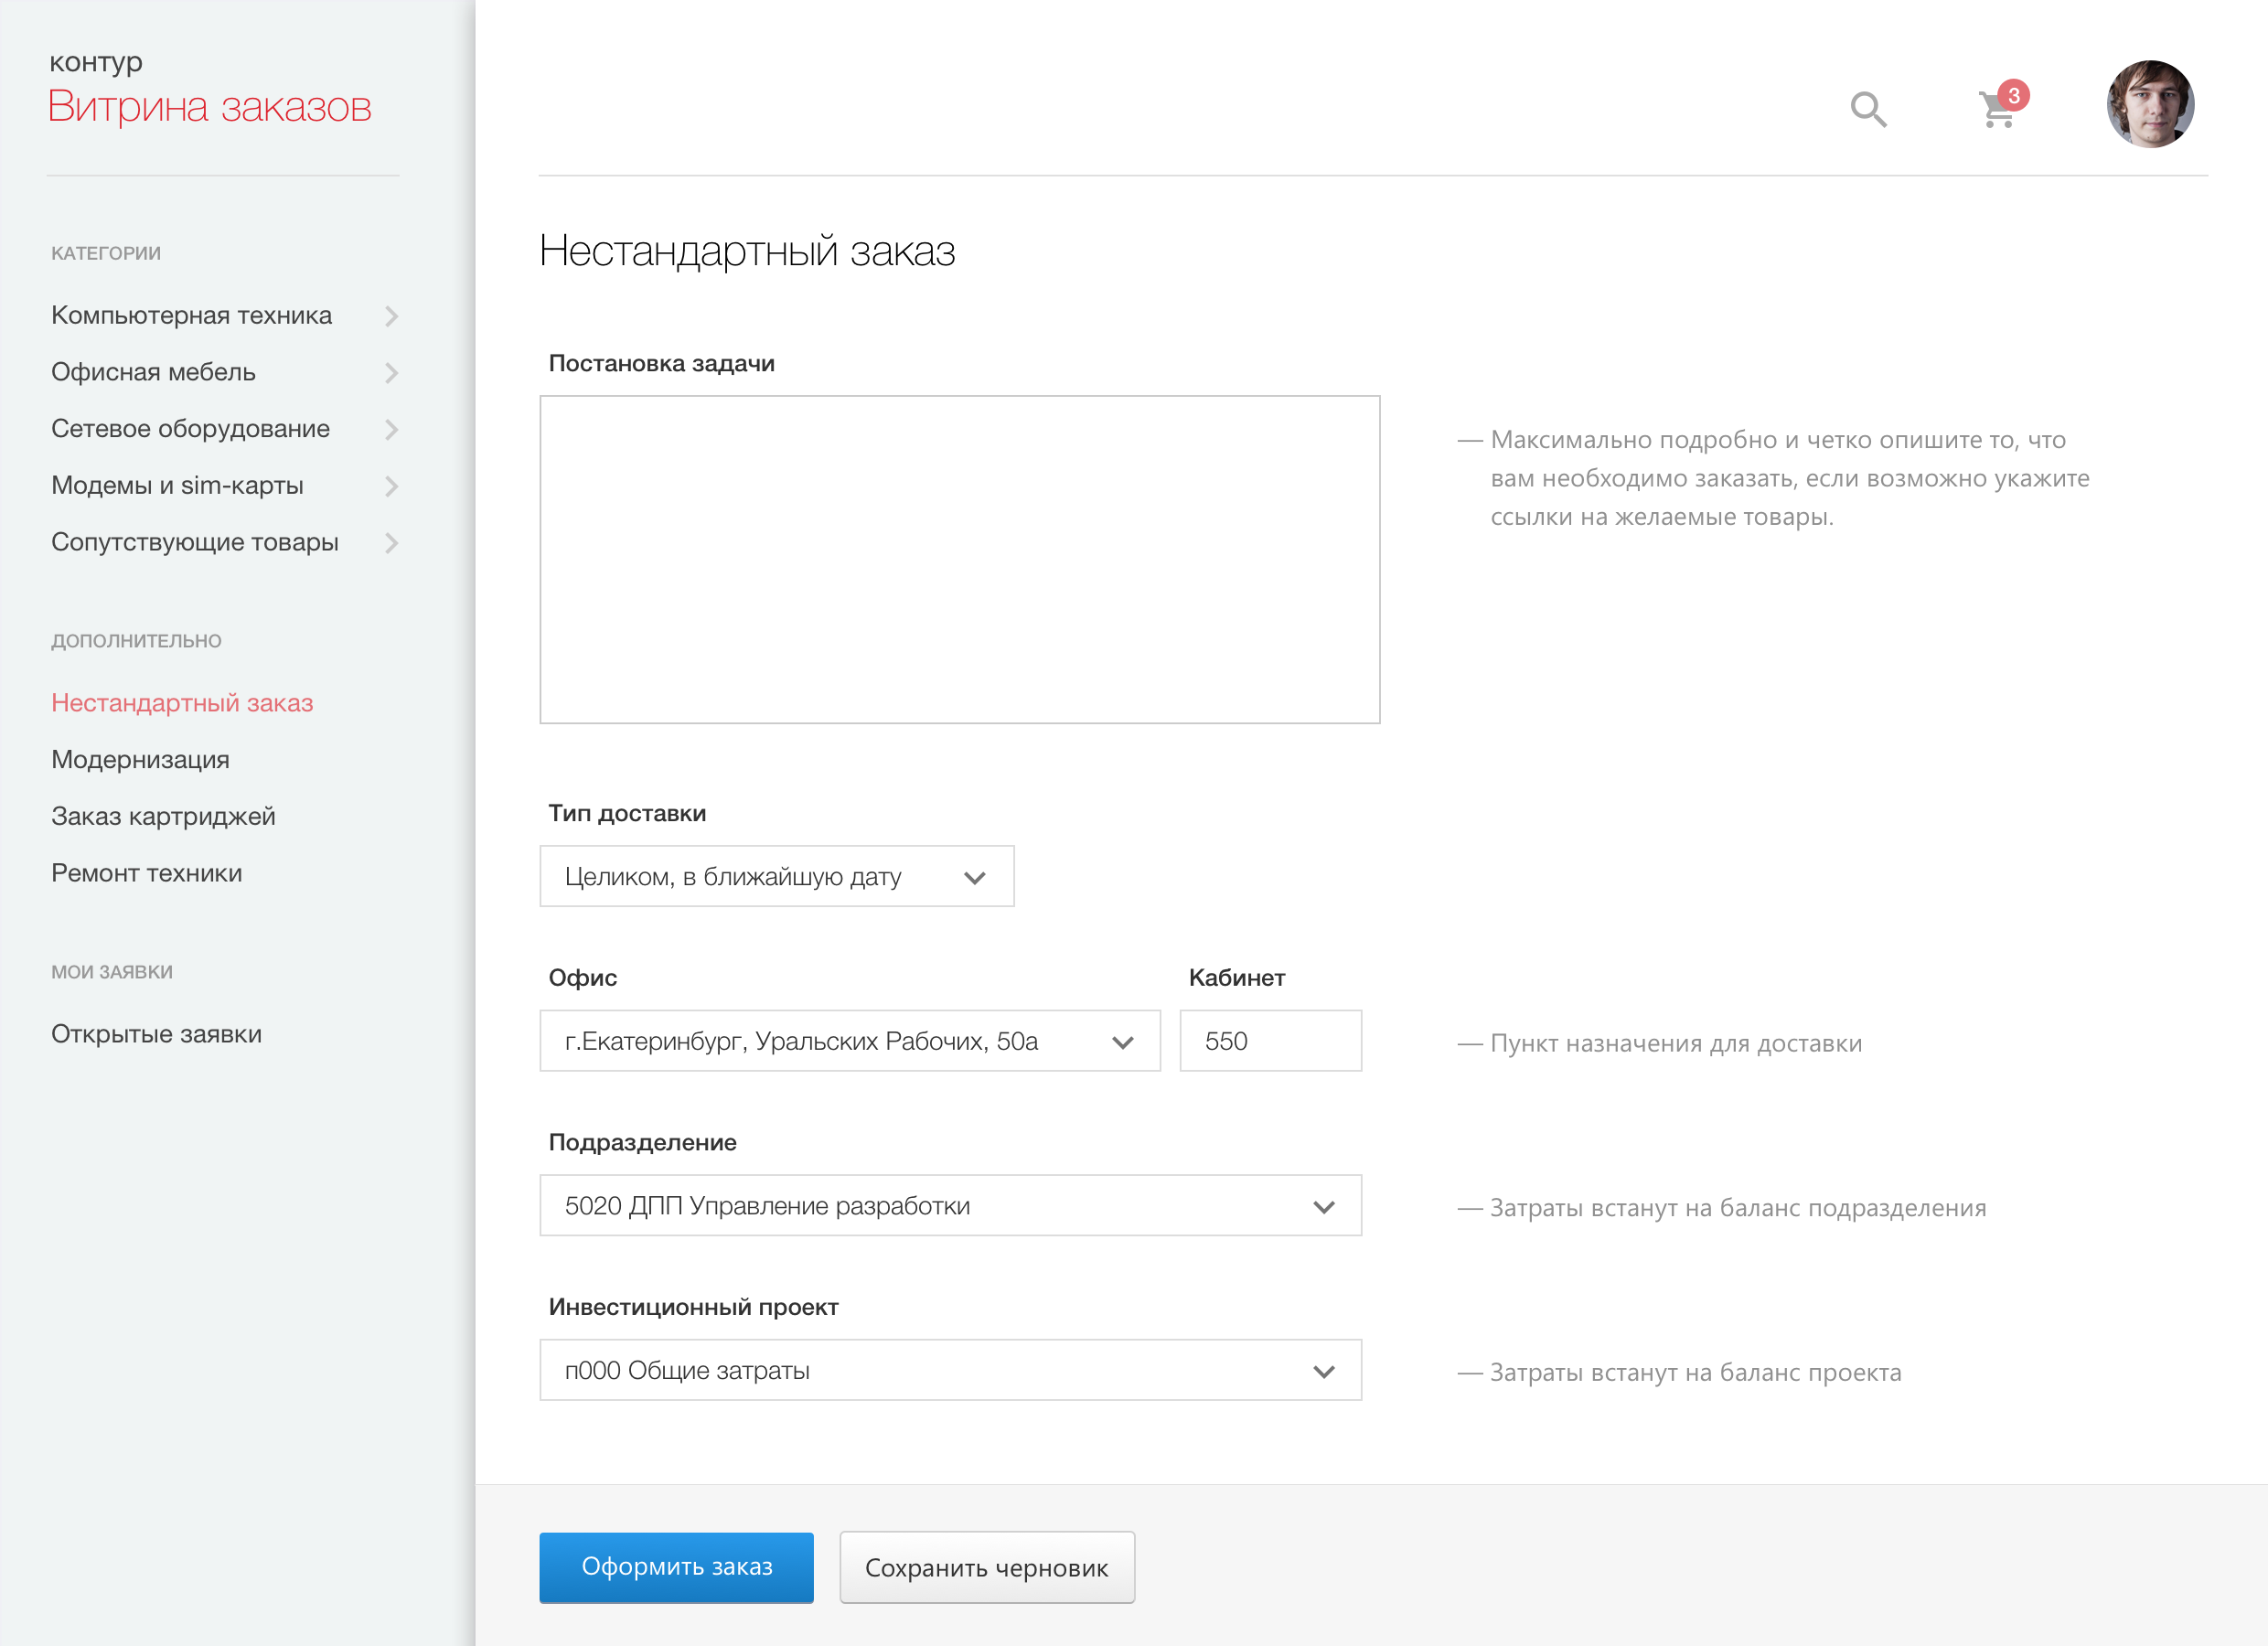 контур
Витрина заказов
3
КАТЕГОРИИ
Компьютерная техника
Офисная мебель
Сетевое оборудование
Модемы и sim-карты
Сопутствующие товары
ДОПОЛНИТЕЛЬНО
Нестандартный заказ
Модернизация
Заказ картриджей
Ремонт техники
МОИ ЗАЯВКИ
Открытые заявки
Нестандартный заказ
Постановка задачи
— Максимально подробно и четко опишите то, что
вам необходимо заказать, если возможно укажите
ссылки на желаемые товары.
Тип доставки
Целиком, в ближайшую дату
Офис
Кабинет
г.Екатеринбург, Уральских Рабочих, 50а
550
— Пункт назначения для доставки
Подразделение
5020 ДПП Управление разработки
— Затраты встанут на баланс подразделения
Инвестиционный проект
п000 Общие затраты
— Затраты встанут на баланс проекта
Оформить заказ
Сохранить черновик